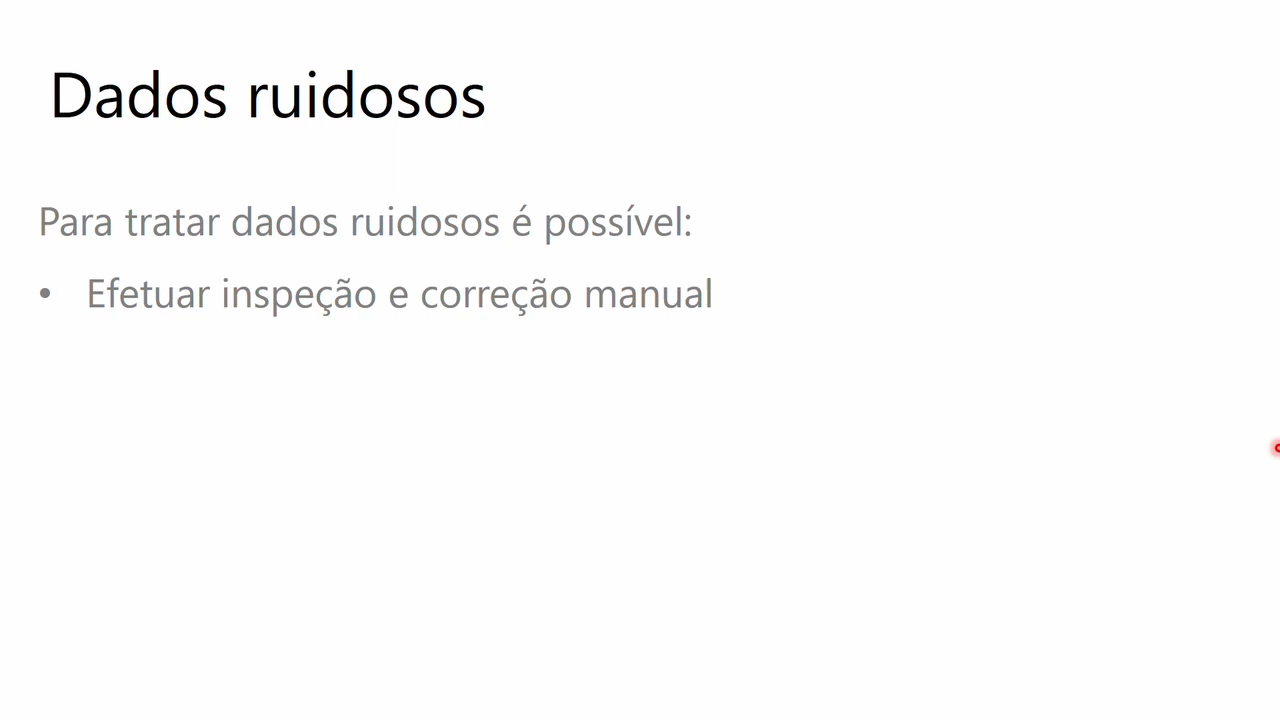 Dados ruidosos
Para tratar dados ruidosos é possível:
• Efetuar inspeção e correção manual